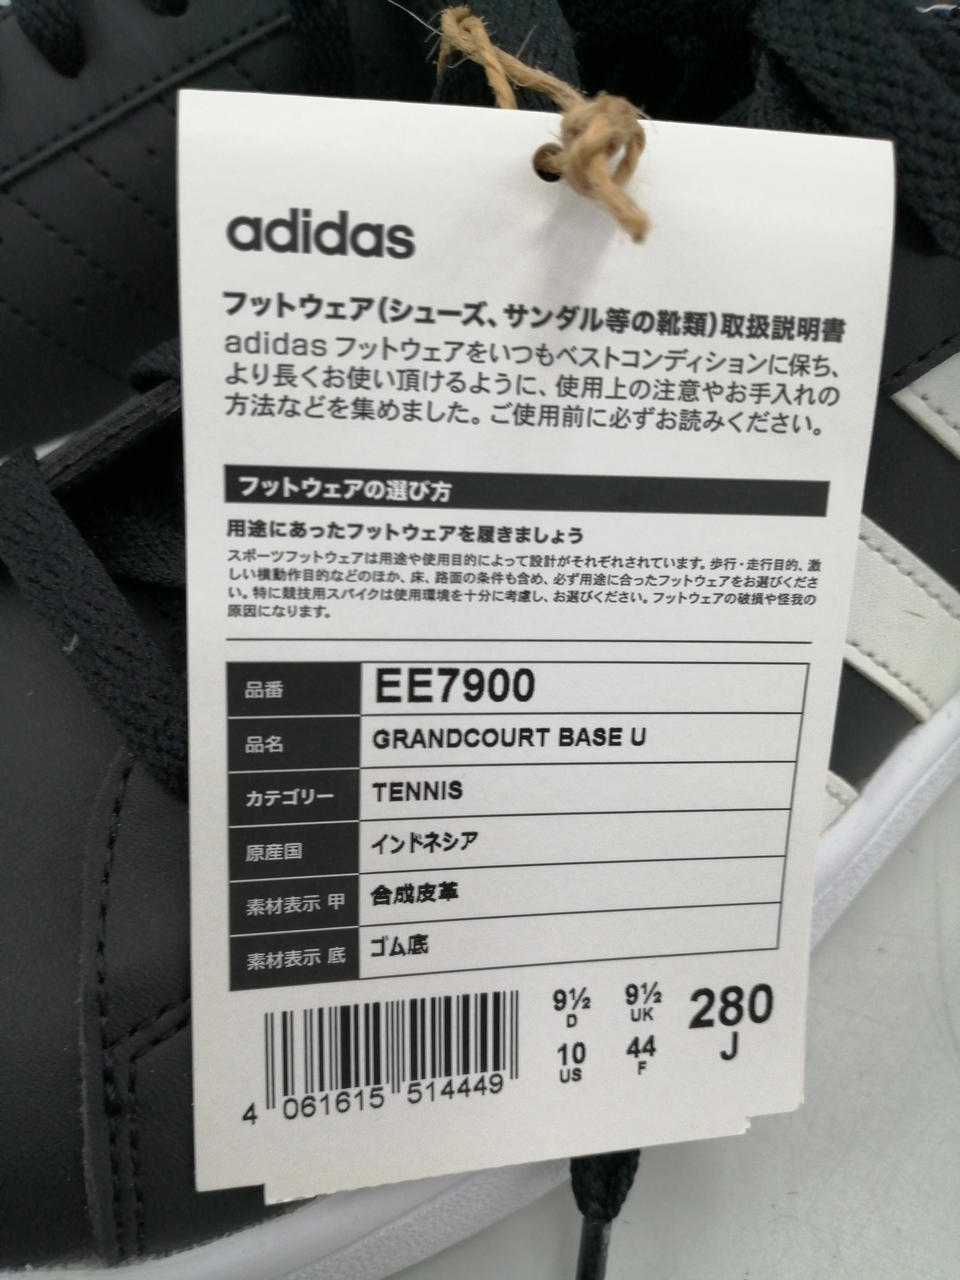 adidas
フットウェア(シューズ、サンダル等の靴類)取扱説明書
adidas フットウェアをいつもベストコンディションに保ち、
より長くお使い頂けるように、使用上の注意やお手入れの
方法などを集めました。ご使用前に必ずお読みください。
フットウェアの選び方
用途にあったフットウェアを履きましょう
スポーツフットウェアは用途や使用目的によって設計がそれぞれされています。歩行・走行目的、激
しい横動作目的などのほか、床、路面の条件も含め、必ず用途に合ったフットウェアをお選びくださ
い。特に競技用スパイクは使用環境を十分に考慮し、お選びください。フットウェアの破損や怪我の
原因になります。
品番 EE7900
品名 GRANDCOURT BASE U
カテゴリー TENNIS
原産国 インドネシア
素材表示 甲 合成皮革
素材表示 底 ゴム底
9½ 9½ 280
D UK J
10 44
US F
4 061615 514449